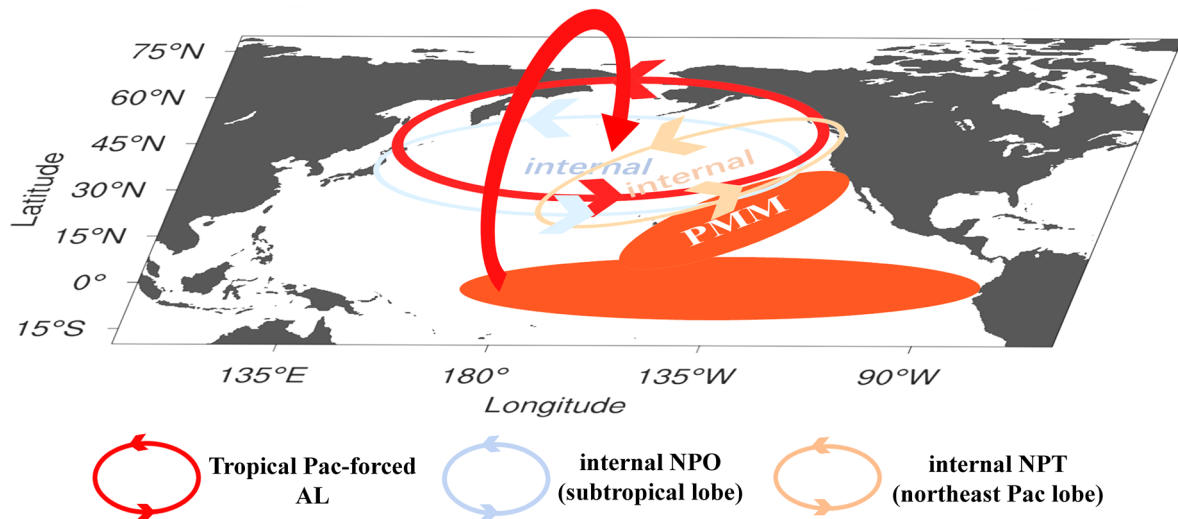 75°N
60°N
45°N
30°N
15°N
0°
15°S
Latitude
internal
internal
PMM
135°E
180°
135°W
90°W
Longitude
Tropical Pac-forced
AL
internal NPO
(subtropical lobe)
internal NPT
(northeast Pac lobe)